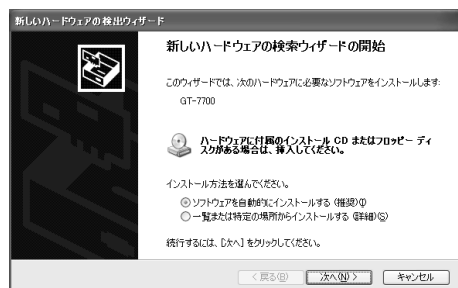 新しいハードウェアの検出ウィザード
新しいハードウェアの検索ウィザードの開始
このウィザードでは、次のハードウェアに必要なソフトウェアをインストールします:
GT-7700
ハードウェアに付属のインストール CD またはフロッピー ディ
スクがある場合は、挿入してください。
インストール方法を選んでください。
ソフトウェアを自動的にインストールする (推奨)(I)
一覧または特定の場所からインストールする (詳細)(S)
続行するには、[次へ] をクリックしてください。
< 戻る(B)
次へ(N) >
キャンセル